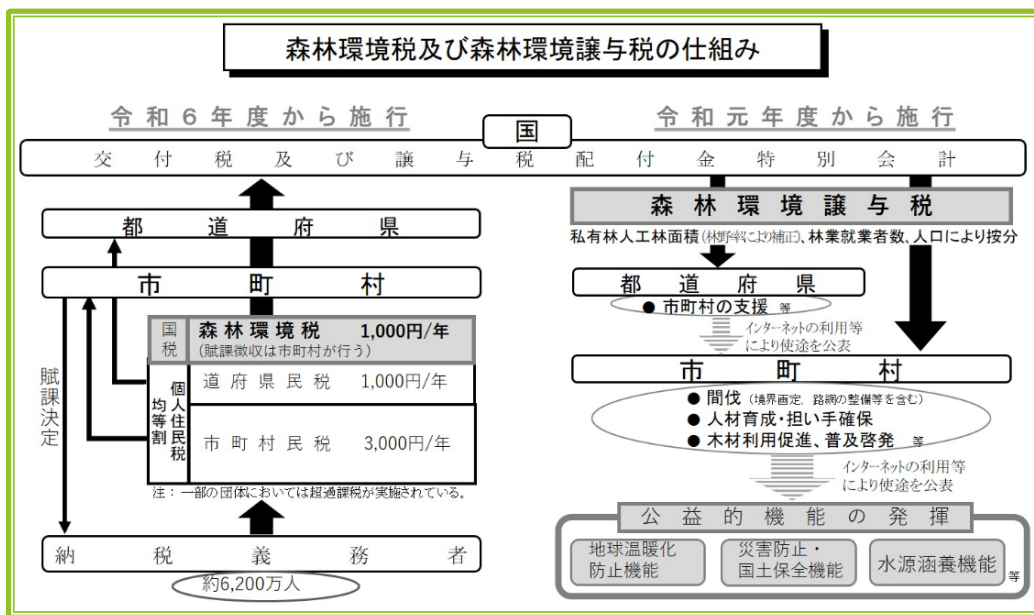 森林環境税及び森林環境譲与税の仕組み
令和6年度から施行
国
令和元年度から施行
交付税及び譲与税配付金特別会計
都道府県
市町村
国税
森林環境税 1,000円/年
(賦課徴収は市町村が行う)
個人住民税
均等割
道府県民税 1,000円/年
市町村民税 3,000円/年
注：一部の団体においては超過課税が実施されている。
賦課決定
納税義務者
約6,200万人
森林環境譲与税
私有林人工林面積(林野率により補正)、林業就業者数、人口により按分
都道府県
● 市町村の支援 等
インターネットの利用等
により使途を公表
市町村
● 間伐（境界画定、路網の整備等を含む）
● 人材育成・担い手確保
● 木材利用促進、普及啓発 等
インターネットの利用等
により使途を公表
公益的機能の発揮
地球温暖化
防止機能
災害防止・
国土保全機能
水源涵養機能
等